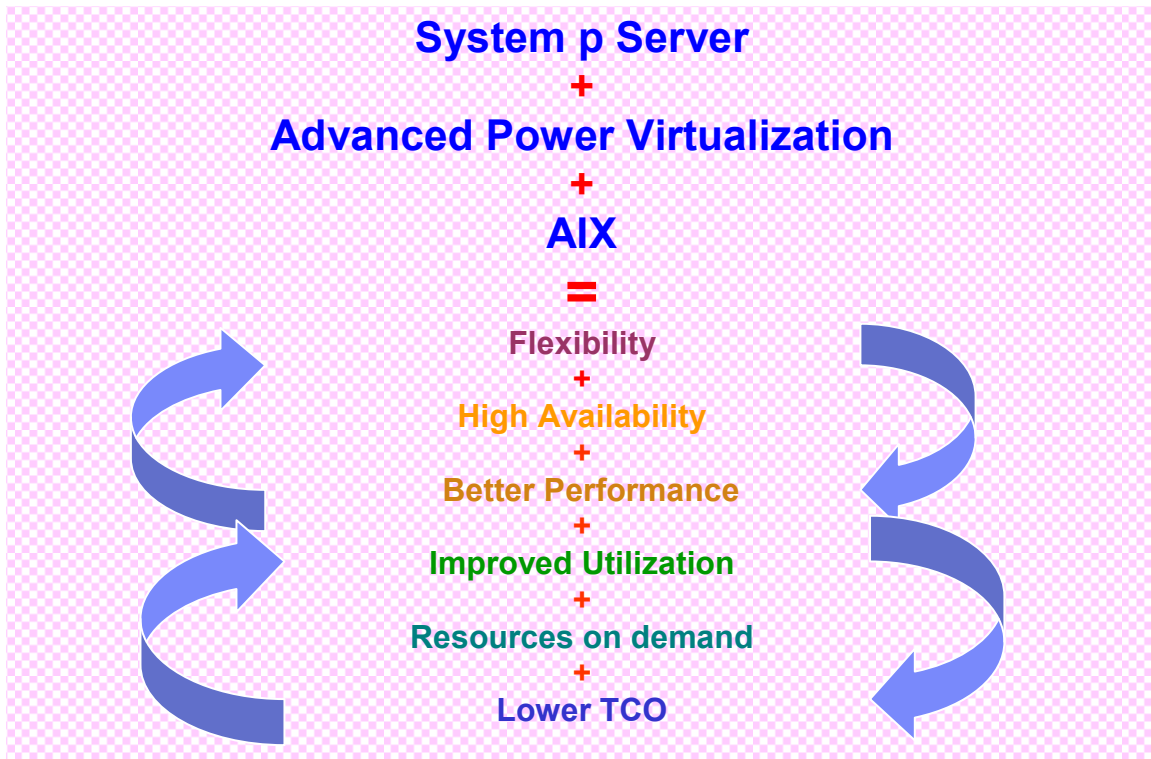 System p Server
+
Advanced Power Virtualization
+
AIX
=
Flexibility
+
High Availability
+
Better Performance
+
Improved Utilization
+
Resources on demand
+
Lower TCO